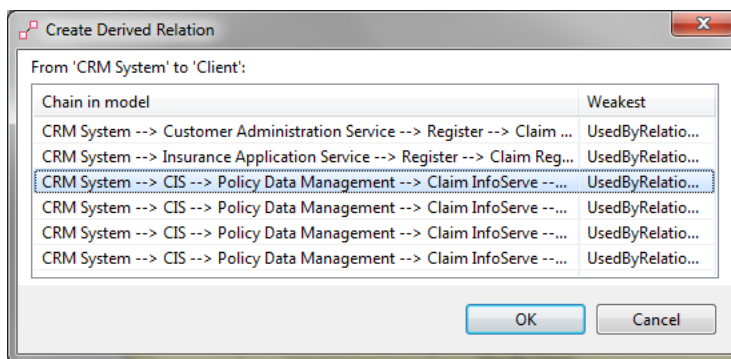 Create Derived Relation
From 'CRM System' to 'Client':
Chain in model Weakest
CRM System --> Customer Administration Service --> Register --> Claim ... UsedByRelatio...
CRM System --> Insurance Application Service --> Register --> Claim Reg... UsedByRelatio...
CRM System --> CIS --> Policy Data Management --> Claim InfoServe --... UsedByRelatio...
CRM System --> CIS --> Policy Data Management --> Claim InfoServe --... UsedByRelatio...
CRM System --> CIS --> Policy Data Management --> Claim InfoServe --... UsedByRelatio...
CRM System --> CIS --> Policy Data Management --> Claim InfoServe --... UsedByRelatio...
OK Cancel